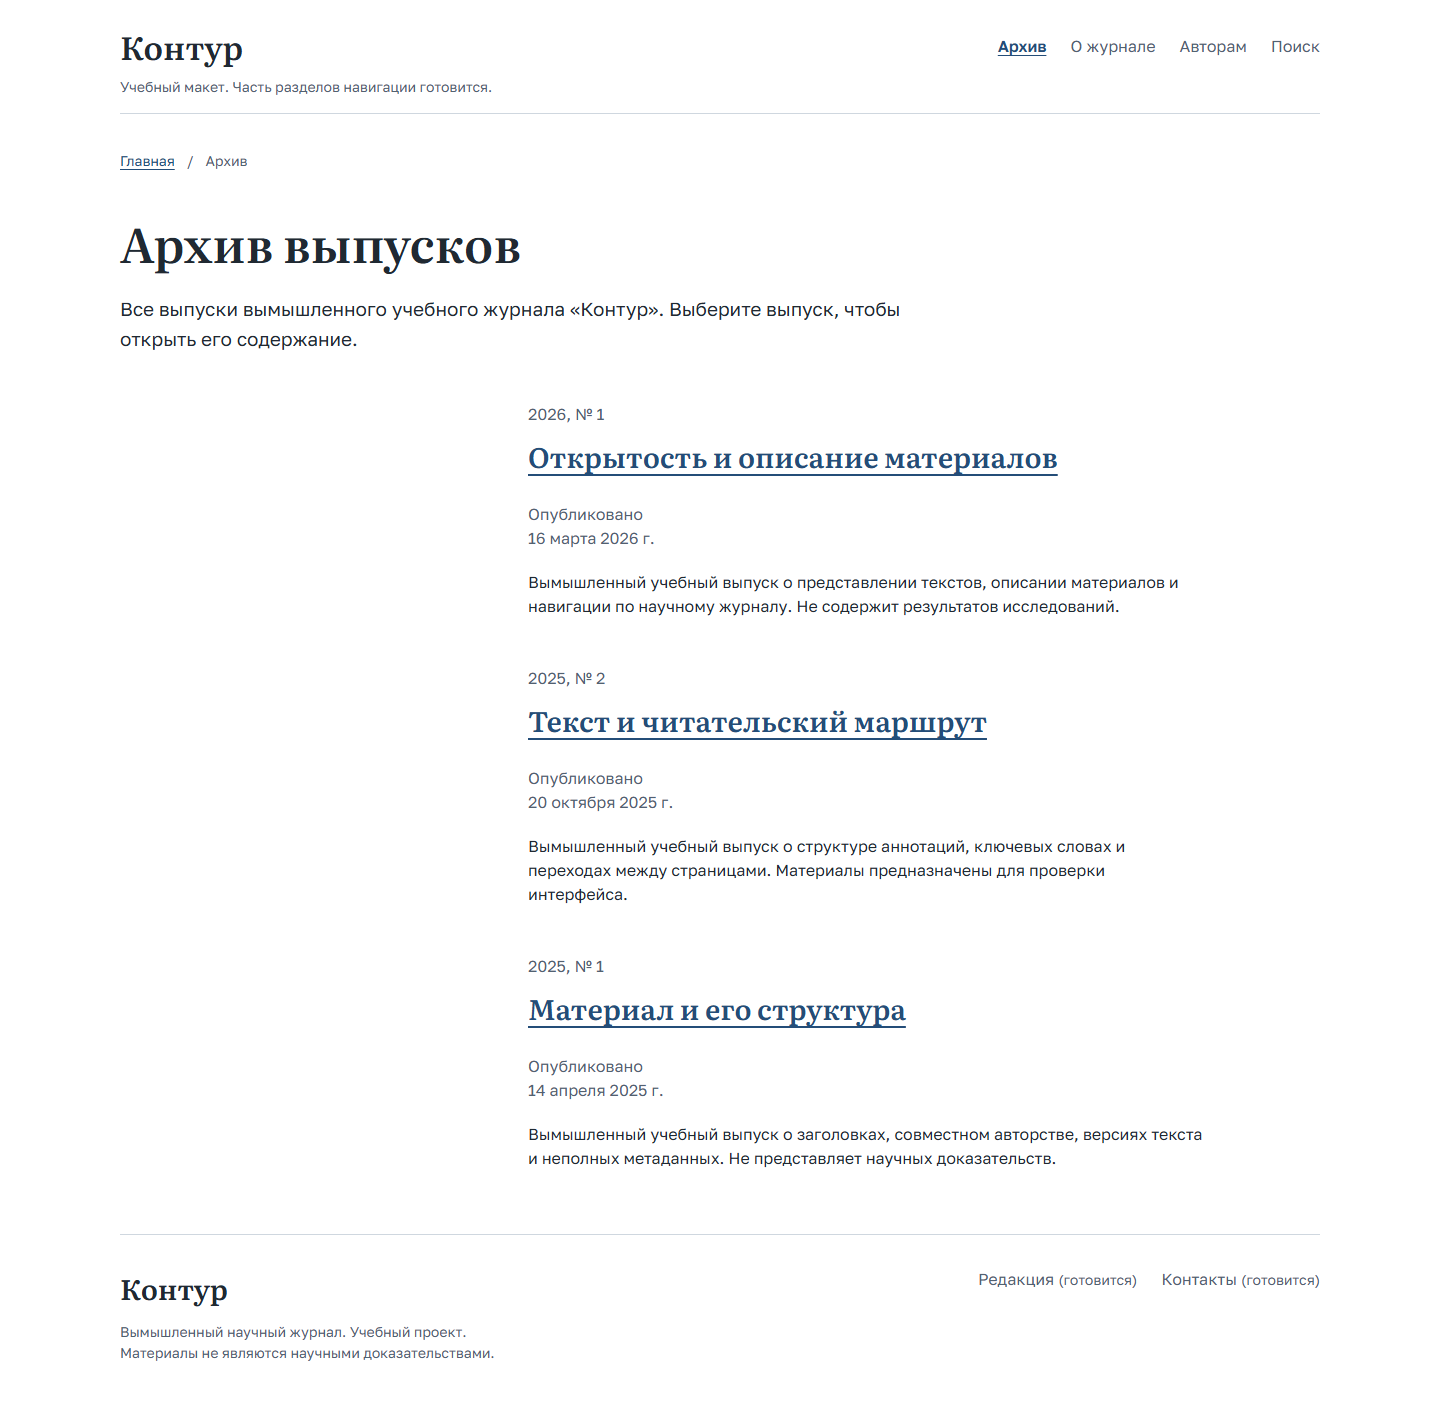 Контур
Архив О журнале Авторам Поиск
Учебный макет. Часть разделов навигации готовится.
Главная / Архив
Архив выпусков
Все выпуски вымышленного учебного журнала «Контур». Выберите выпуск, чтобы
открыть его содержание.
2026, № 1
Открытость и описание материалов
Опубликовано
16 марта 2026 г.
Вымышленный учебный выпуск о представлении текстов, описании материалов и
навигации по научному журналу. Не содержит результатов исследований.
2025, № 2
Текст и читательский маршрут
Опубликовано
20 октября 2025 г.
Вымышленный учебный выпуск о структуре аннотаций, ключевых словах и
переходах между страницами. Материалы предназначены для проверки
интерфейса.
2025, № 1
Материал и его структура
Опубликовано
14 апреля 2025 г.
Вымышленный учебный выпуск о заголовках, совместном авторстве, версиях текста
и неполных метаданных. Не представляет научных доказательств.
Контур
Редакция (готовится) Контакты (готовится)
Вымышленный научный журнал. Учебный проект.
Материалы не являются научными доказательствами.